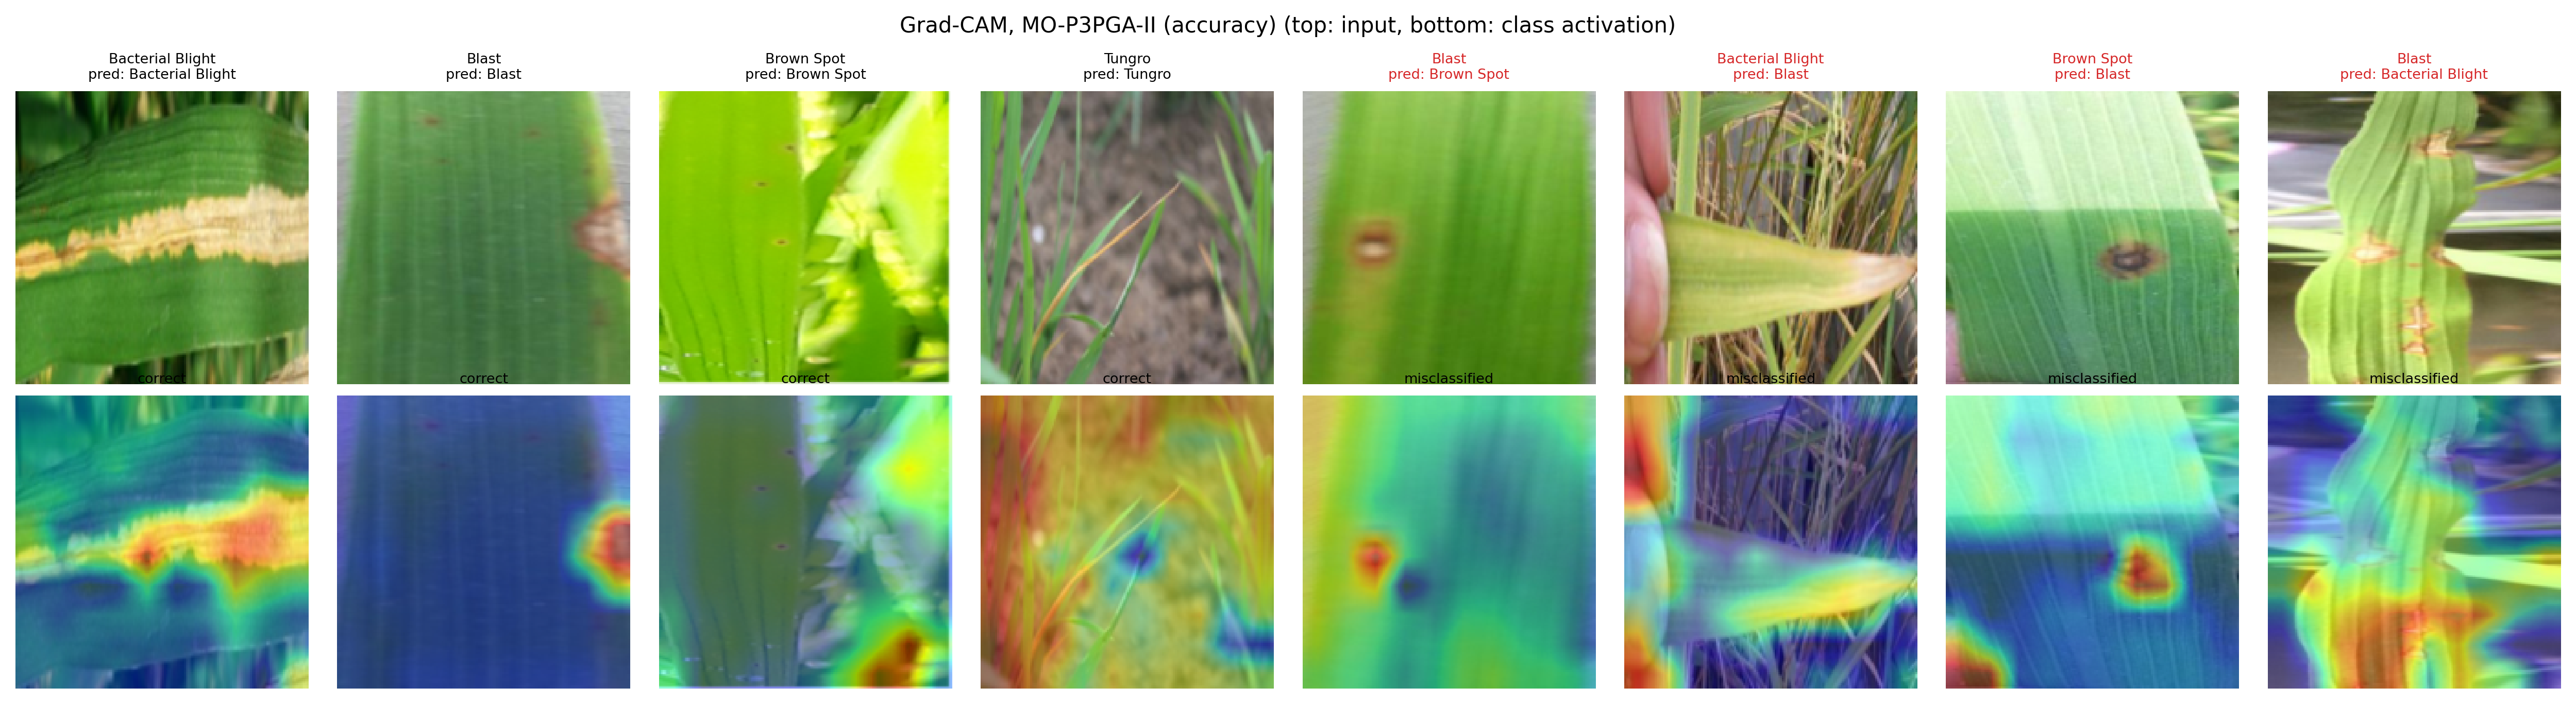 Grad-CAM, MO-P3PGA-II (accuracy) (top: input, bottom: class activation)
Bacterial Blight
pred: Bacterial Blight
Blast
pred: Blast
Brown Spot
pred: Brown Spot
Tungro
pred: Tungro
Blast
pred: Brown Spot
Bacterial Blight
pred: Blast
Brown Spot
pred: Blast
Blast
pred: Bacterial Blight
correct
correct
correct
correct
misclassified
misclassified
misclassified
misclassified